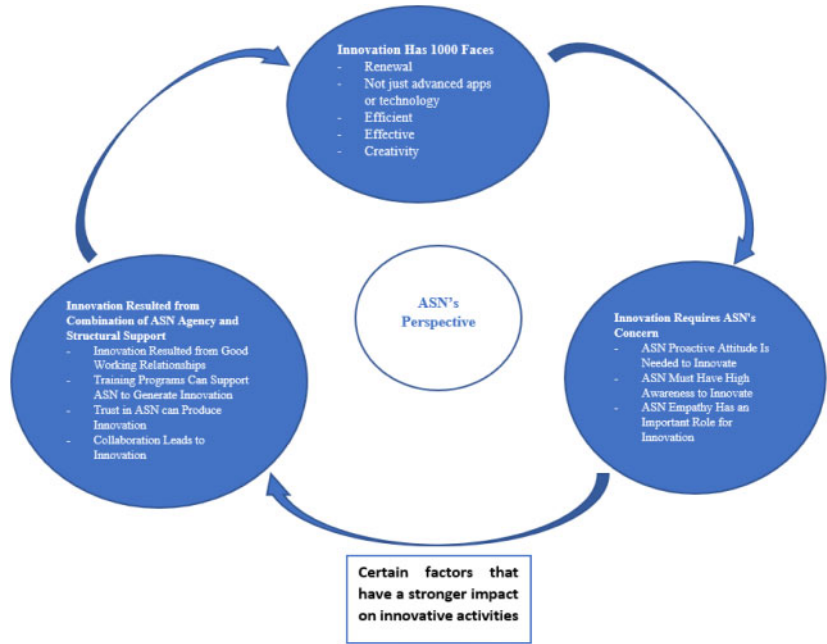 Innovation Has 1000 Faces
- Renewal
- Not just advanced apps
or technology
- Efficient
- Effective
- Creativity
ASN's
Perspective
Innovation Resulted from
Combination of ASN Agency and
Structural Support
- Innovation Resulted from Good
Working Relationships
- Training Programs Can Support
ASN to Generate Innovation
- Trust in ASN can Produce
Innovation
- Collaboration Leads to
Innovation
Innovation Requires ASN's
Concern
- ASN Proactive Attitude Is
Needed to Innovate
- ASN Must Have High
Awareness to Innovate
- ASN Empathy Has an
Important Role for
Innovation
Certain factors that
have a stronger impact
on innovative activities